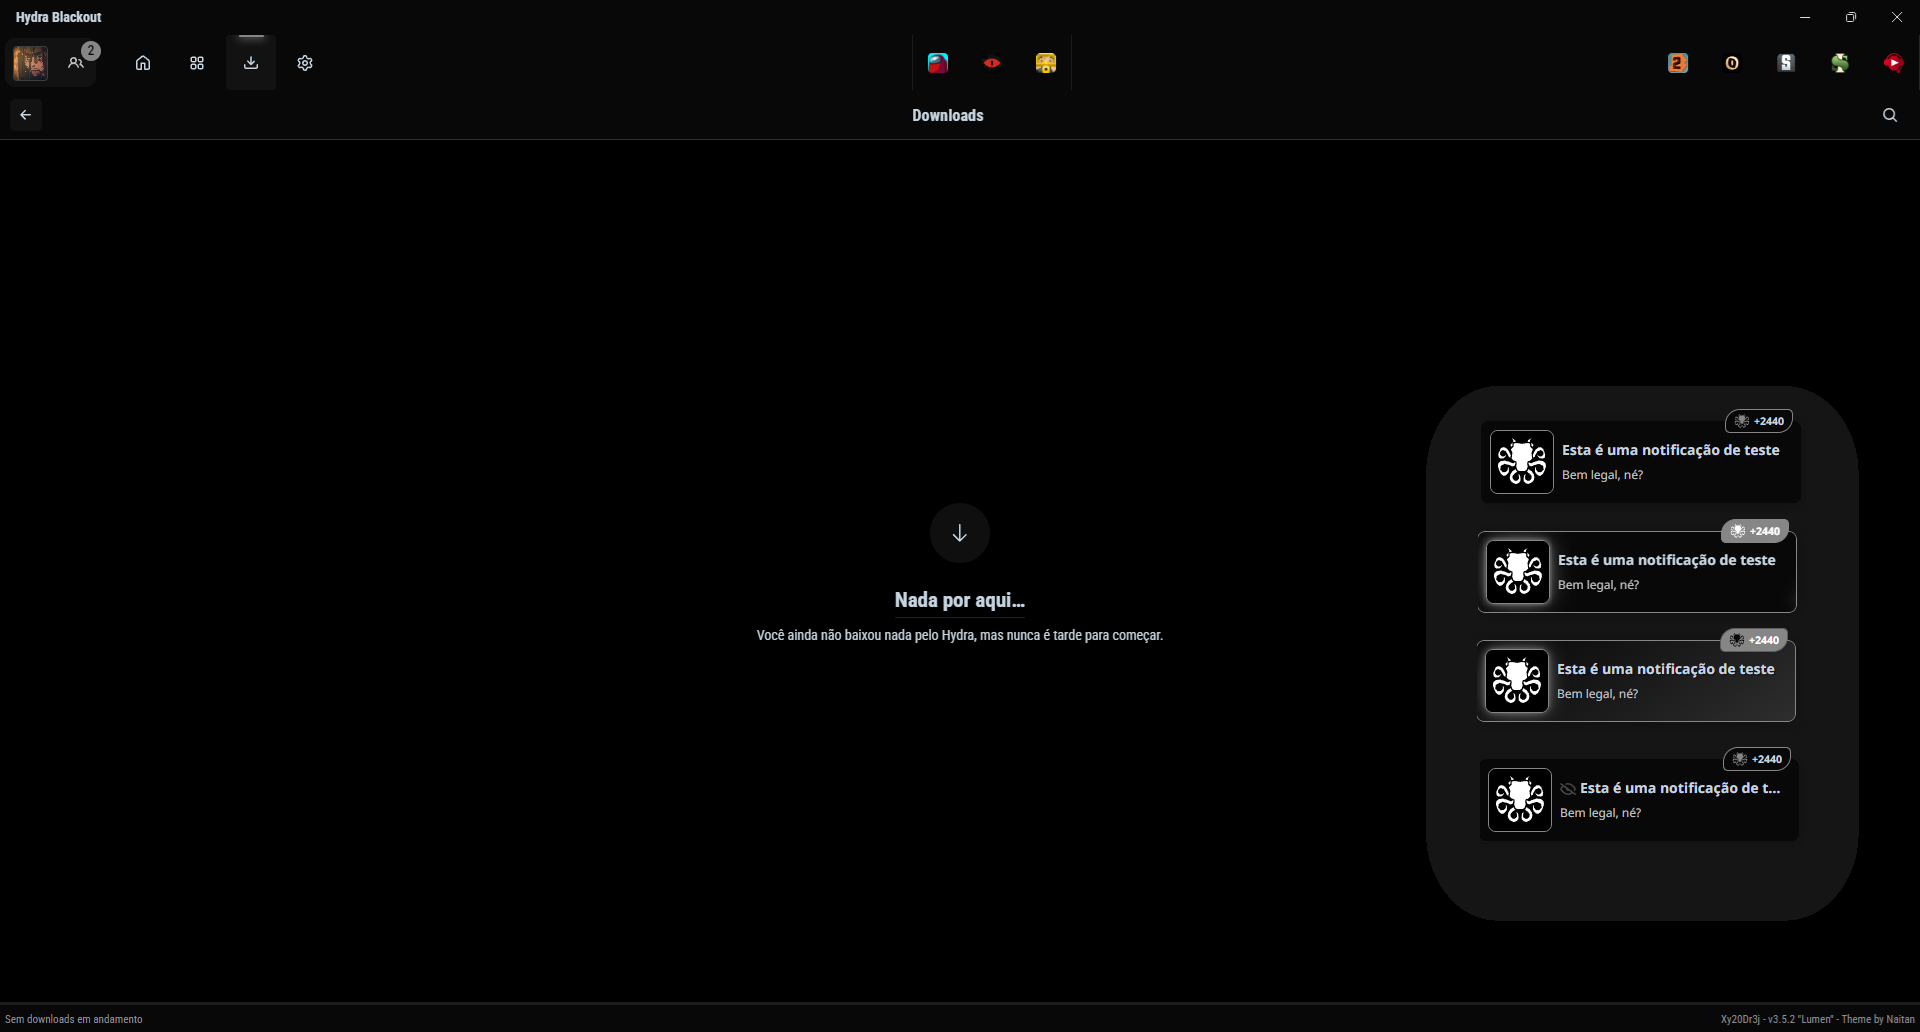 Hydra Blackout
2
Downloads
Nada por aqui...
Você ainda não baixou nada pelo Hydra, mas nunca é tarde para começar.
+2440
Esta é uma notificação de teste
Bem legal, né?
+2440
Esta é uma notificação de teste
Bem legal, né?
+2440
Esta é uma notificação de teste
Bem legal, né?
+2440
Esta é uma notificação de t...
Bem legal, né?
Sem downloads em andamento
Xy20Dr3j - v3.5.2 "Lumen" - Theme by Naitan